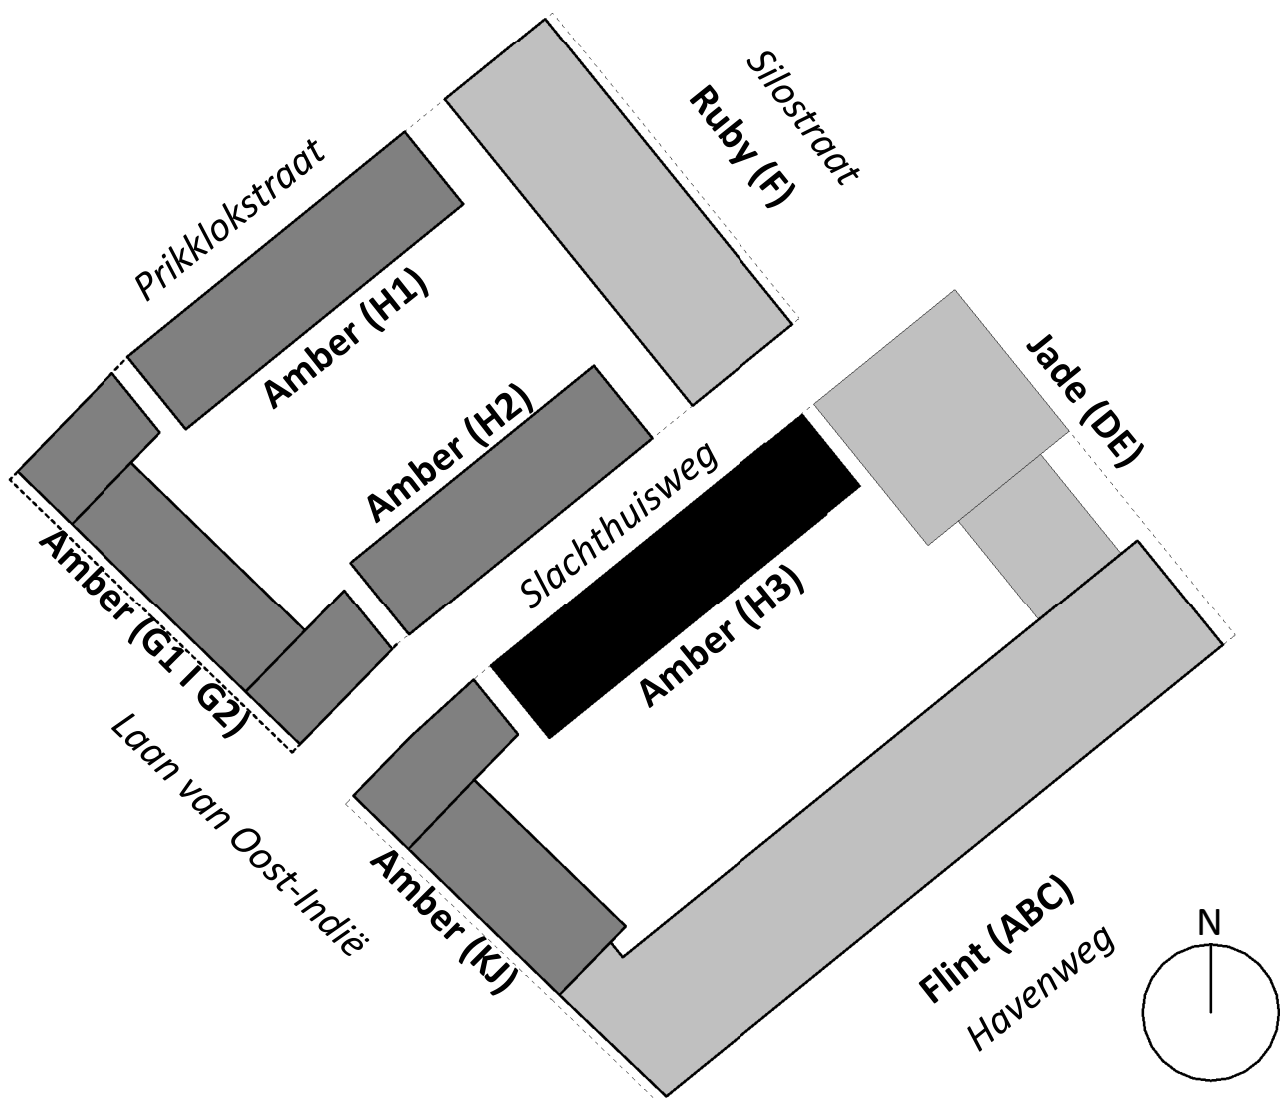 Silostraat
Ruby (F)
Prikklokstraat
Amber (H1)
Jade (DE)
Amber (H2)
Slachthuisweg
Amber (H3)
Amber (G1 I G2)
Laan van Oost-Indië
Amber (KJ)
Flint (ABC)
Havenweg
N